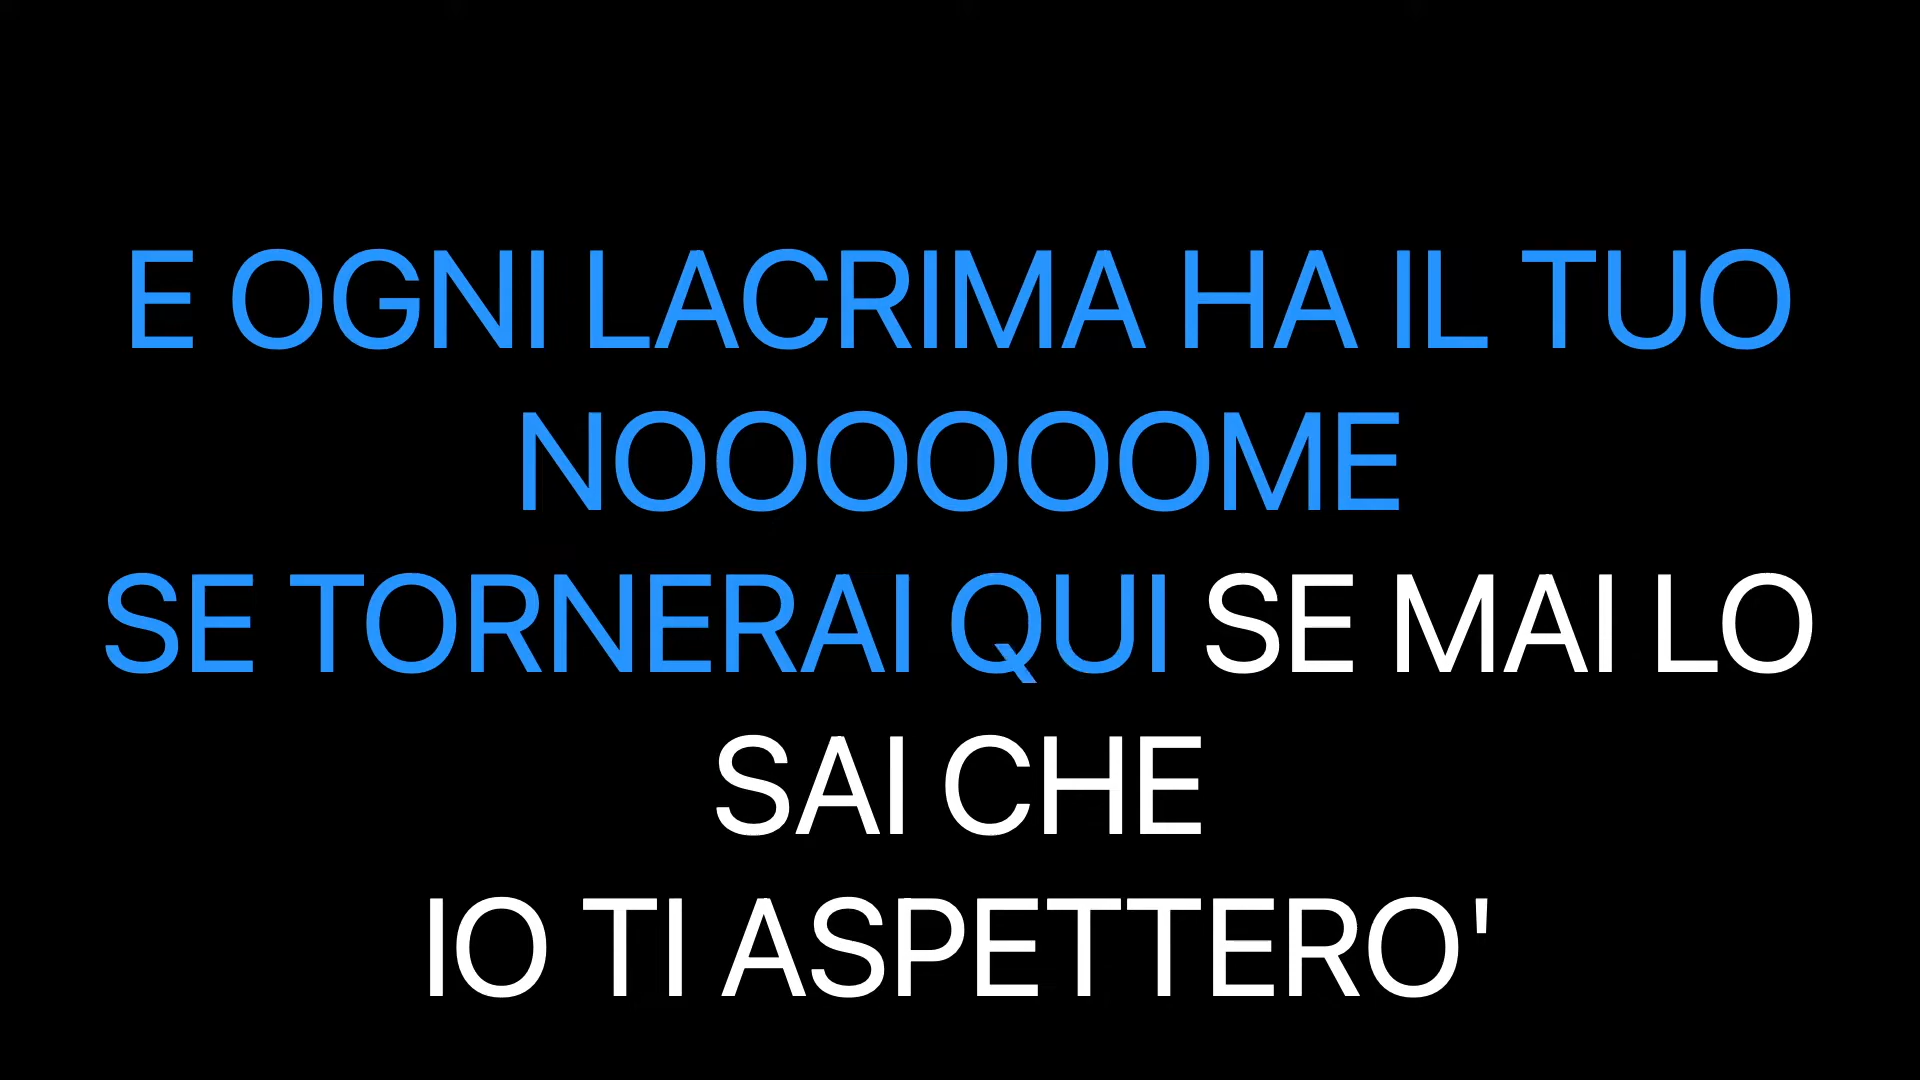 E OGNI LACRIMA HA IL TUO
NOOOOOOME
SE TORNERAI QUI SE MAI LO
SAI CHE
IO TI ASPETTERO'